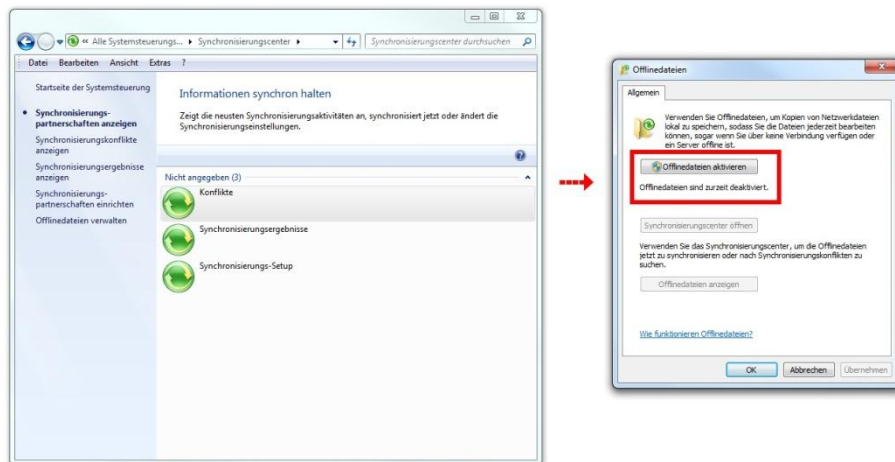 « Alle Systemsteuerungs... ▸ Synchronisierungscenter ▸
Synchronisierungscenter durchsuchen
Datei Bearbeiten Ansicht Extras ?
Startseite der Systemsteuerung
Synchronisierungs-
partnerschaften anzeigen
Synchronisierungskonflikte
anzeigen
Synchronisierungsergebnisse
anzeigen
Synchronisierungs-
partnerschaften einrichten
Offlinedateien verwalten
Informationen synchron halten
Zeigt die neusten Synchronisierungsaktivitäten an, synchronisiert jetzt oder ändert die
Synchronisierungseinstellungen.
Nicht angegeben (3)
Konflikte
Synchronisierungsergebnisse
Synchronisierungs-Setup
Offlinedateien
Allgemein
Verwenden Sie Offlinedateien, um Kopien von Netzwerkdateien
lokal zu speichern, sodass Sie die Dateien jederzeit bearbeiten
können, sogar wenn Sie über keine Verbindung verfügen oder
ein Server offline ist.
Offlinedateien aktivieren
Offlinedateien sind zurzeit deaktiviert.
Synchronisierungscenter öffnen
Verwenden Sie das Synchronisierungscenter, um die Offlinedateien
jetzt zu synchronisieren oder nach Synchronisierungskonflikten zu
suchen.
Offlinedateien anzeigen
Wie funktionieren Offlinedateien?
OK Abbrechen Übernehmen